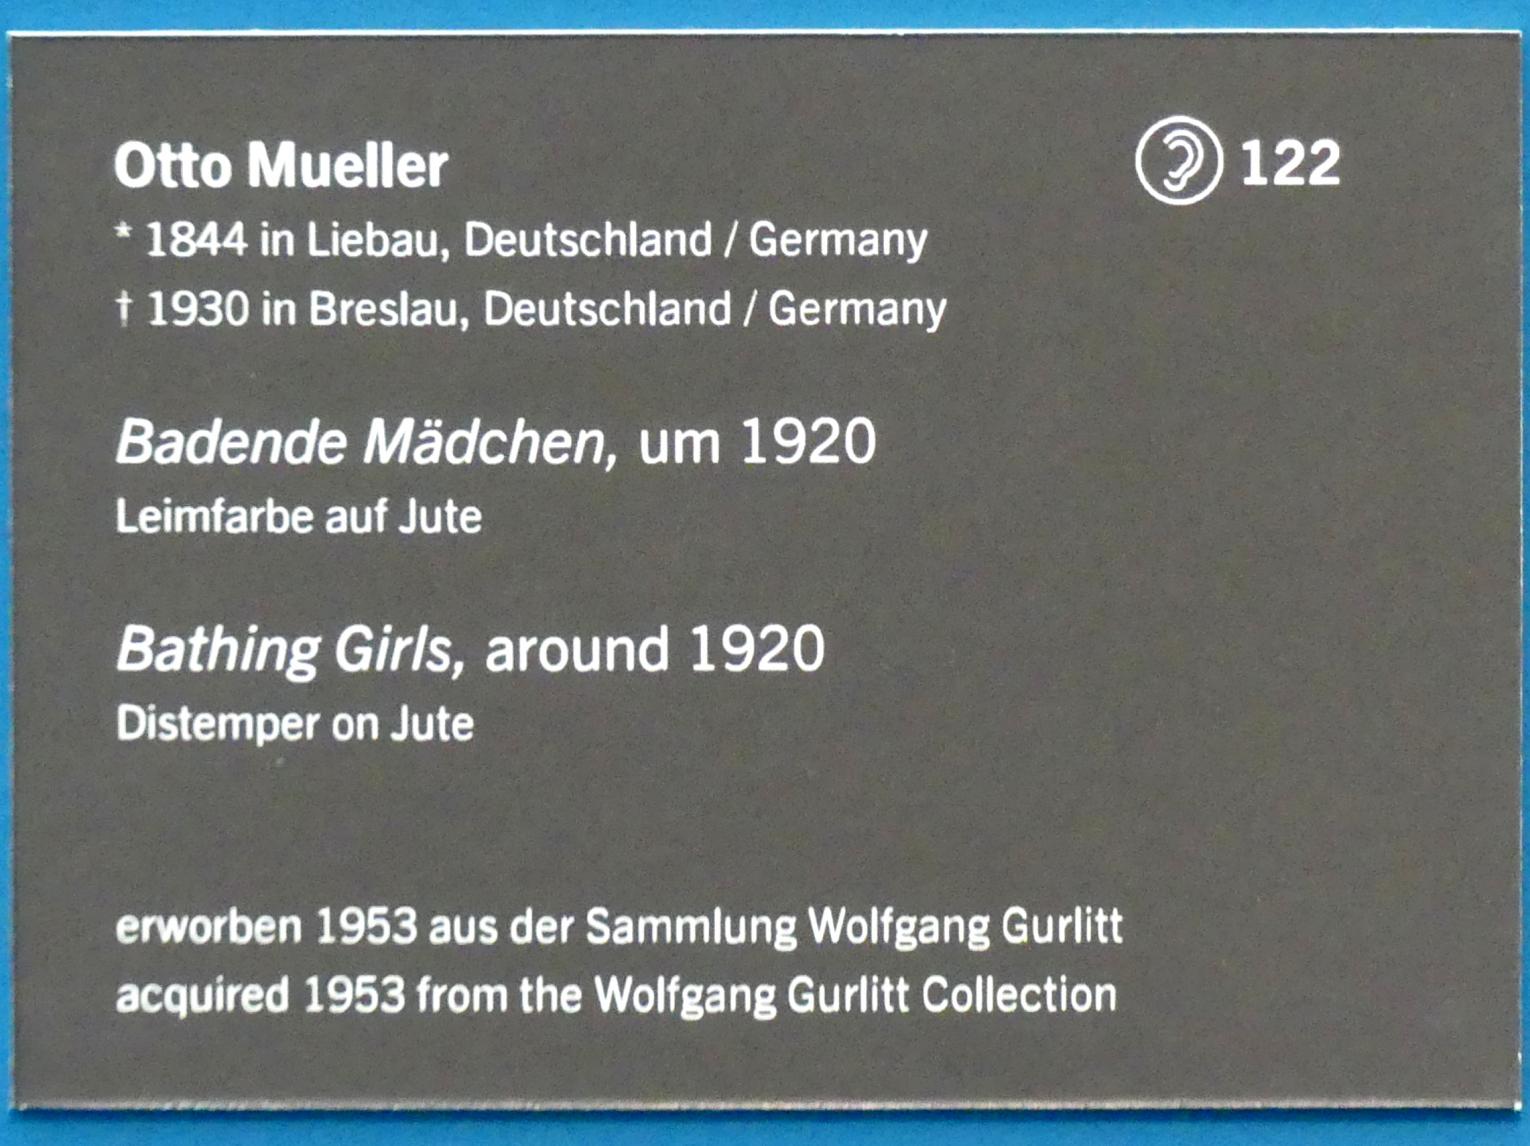 Otto Mueller 122
* 1844 in Liebau, Deutschland / Germany
† 1930 in Breslau, Deutschland / Germany
Badende Mädchen, um 1920
Leimfarbe auf Jute
Bathing Girls, around 1920
Distemper on Jute
erworben 1953 aus der Sammlung Wolfgang Gurlitt
acquired 1953 from the Wolfgang Gurlitt Collection